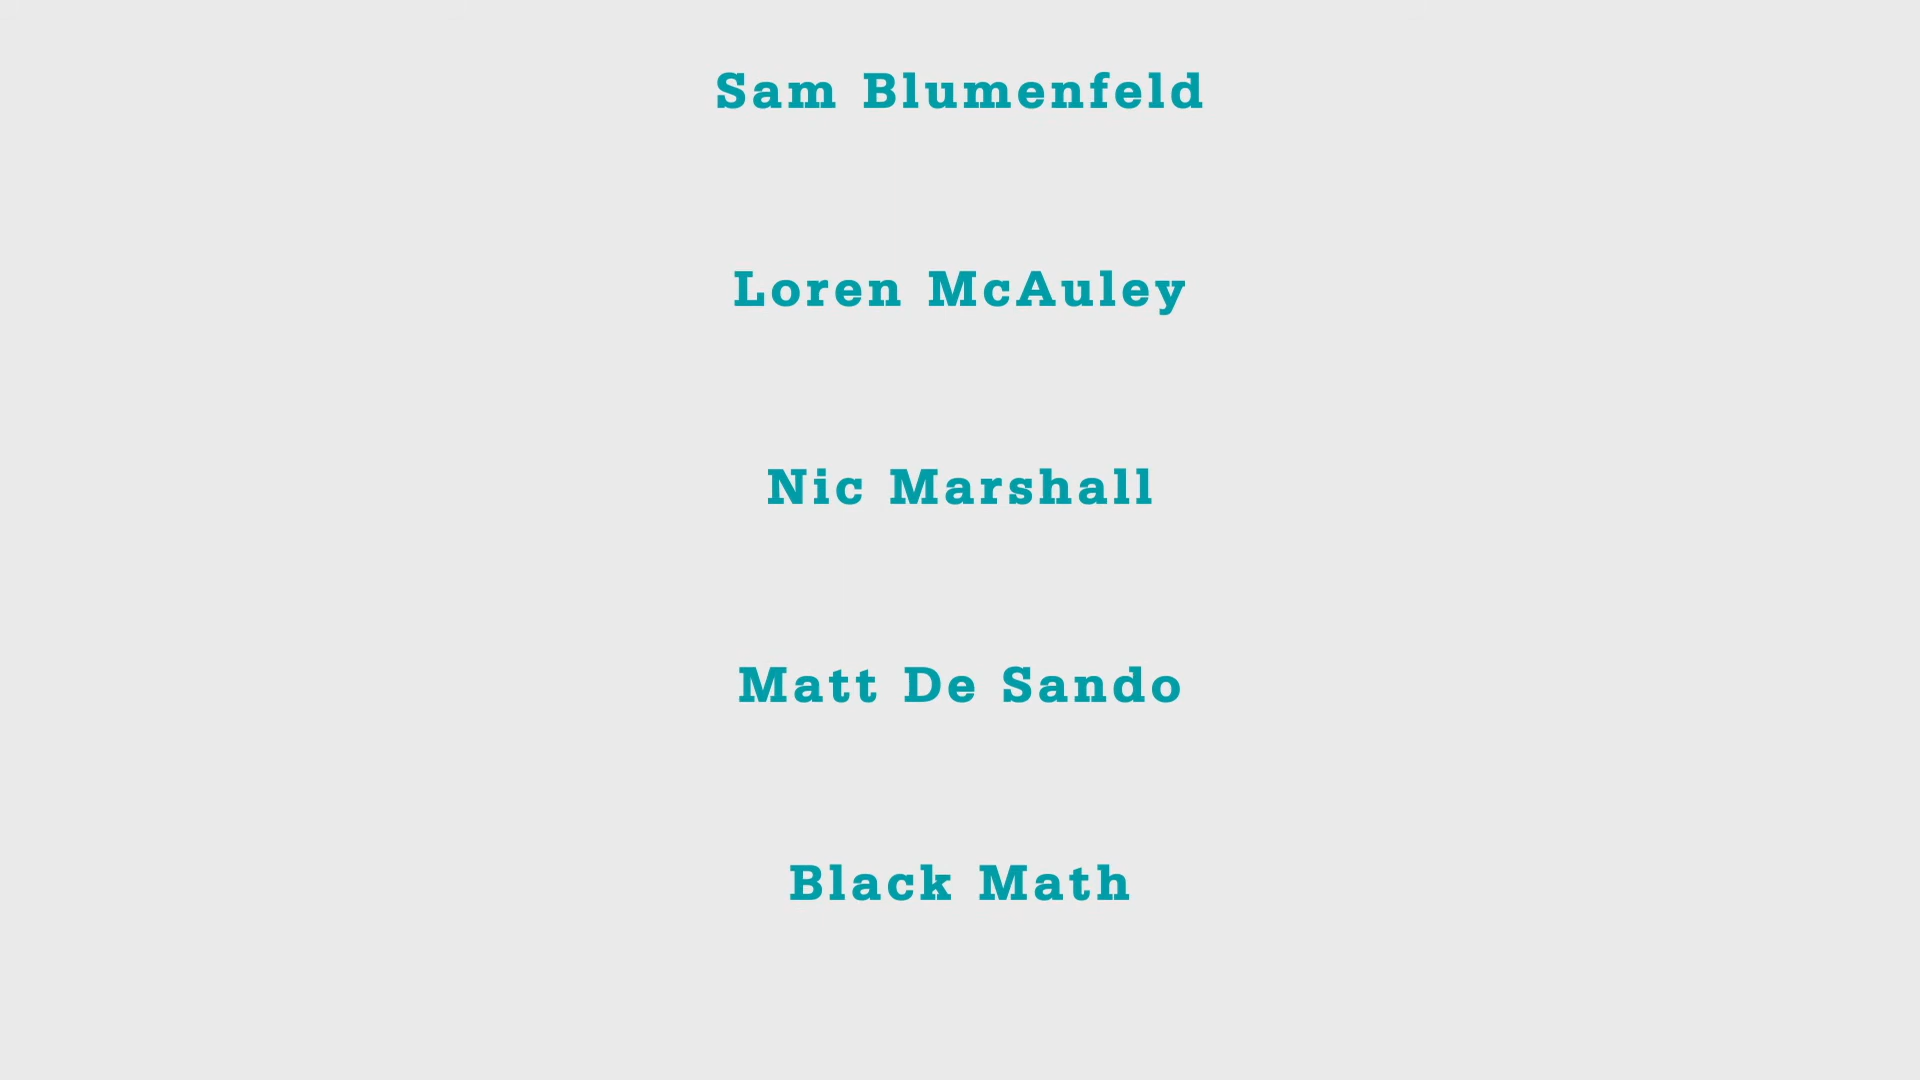 Sam Blumenfeld
Loren McAuley
Nic Marshall
Matt De Sando
Black Math